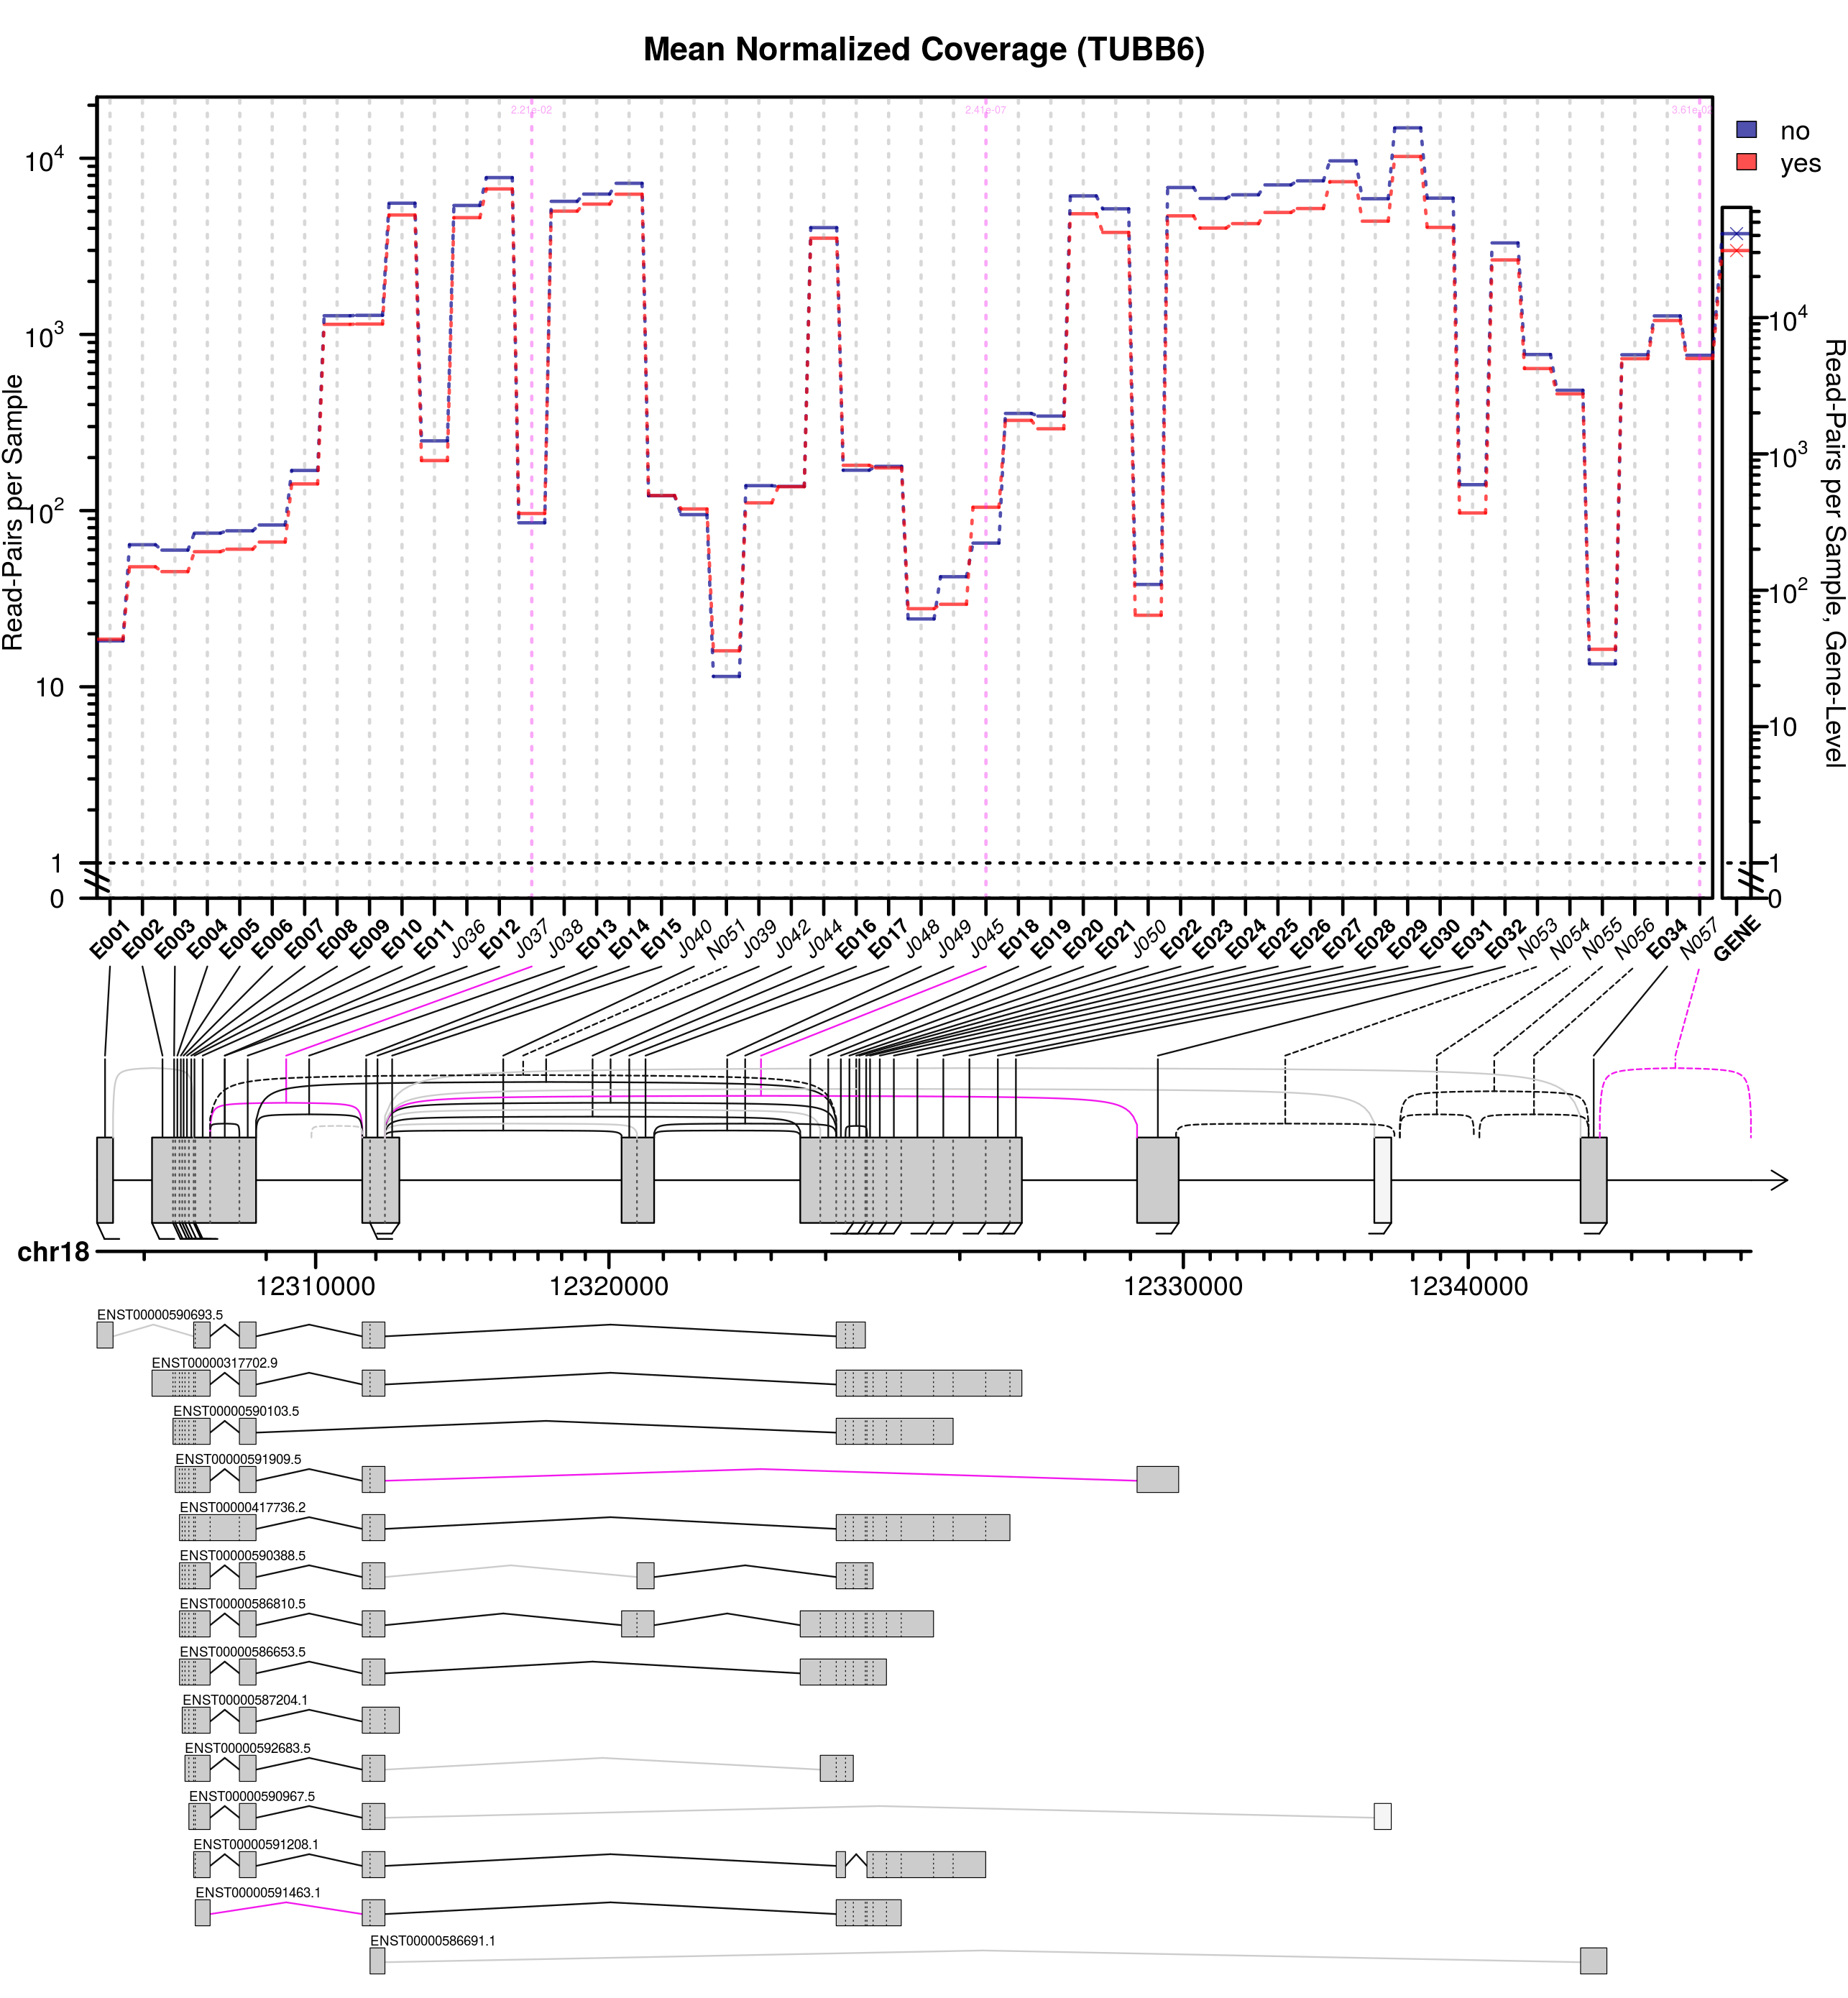 Mean Normalized Coverage (TUBB6)
2.21e-02 2.41e-07 3.61e-02
no
yes
Read-Pairs per Sample
10^4
10^3
10^2
10
1
0
Read-Pairs per Sample, Gene-Level
10^4
10^3
10^2
10
1
0
E001 E002 E003 E004 E005 E006 E007 E008 E009 E010 E011 J036 E012 J037 J038 E013 E014 E015 J040 N051 J039 J042 J044 E016 E017 J048 J049 J045 E018 E019 E020 E021 J050 E022 E023 E024 E025 E026 E027 E028 E029 E030 E031 E032 N053 N054 N055 N056 E034 N057 GENE
chr18
12310000 12320000 12330000 12340000
ENST00000590693.5
ENST00000317702.9
ENST00000590103.5
ENST00000591909.5
ENST00000417736.2
ENST00000590388.5
ENST00000586810.5
ENST00000586653.5
ENST00000587204.1
ENST00000592683.5
ENST00000590967.5
ENST00000591208.1
ENST00000591463.1
ENST00000586691.1